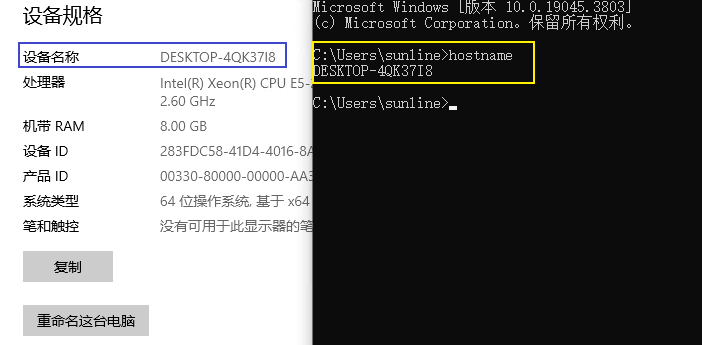 设备规格
设备名称 DESKTOP-4QK37I8
处理器 Intel(R) Xeon(R) CPU E5-
2.60 GHz
机带 RAM 8.00 GB
设备 ID 283FDC58-41D4-4016-8A
产品 ID 00330-80000-00000-AA3
系统类型 64 位操作系统, 基于 x64
笔和触控 没有可用于此显示器的笔
复制
重命名这台电脑
Microsoft Windows [版本 10.0.19045.3803]
(c) Microsoft Corporation。保留所有权利。
C:\Users\sunline>hostname
DESKTOP-4QK37I8
C:\Users\sunline>